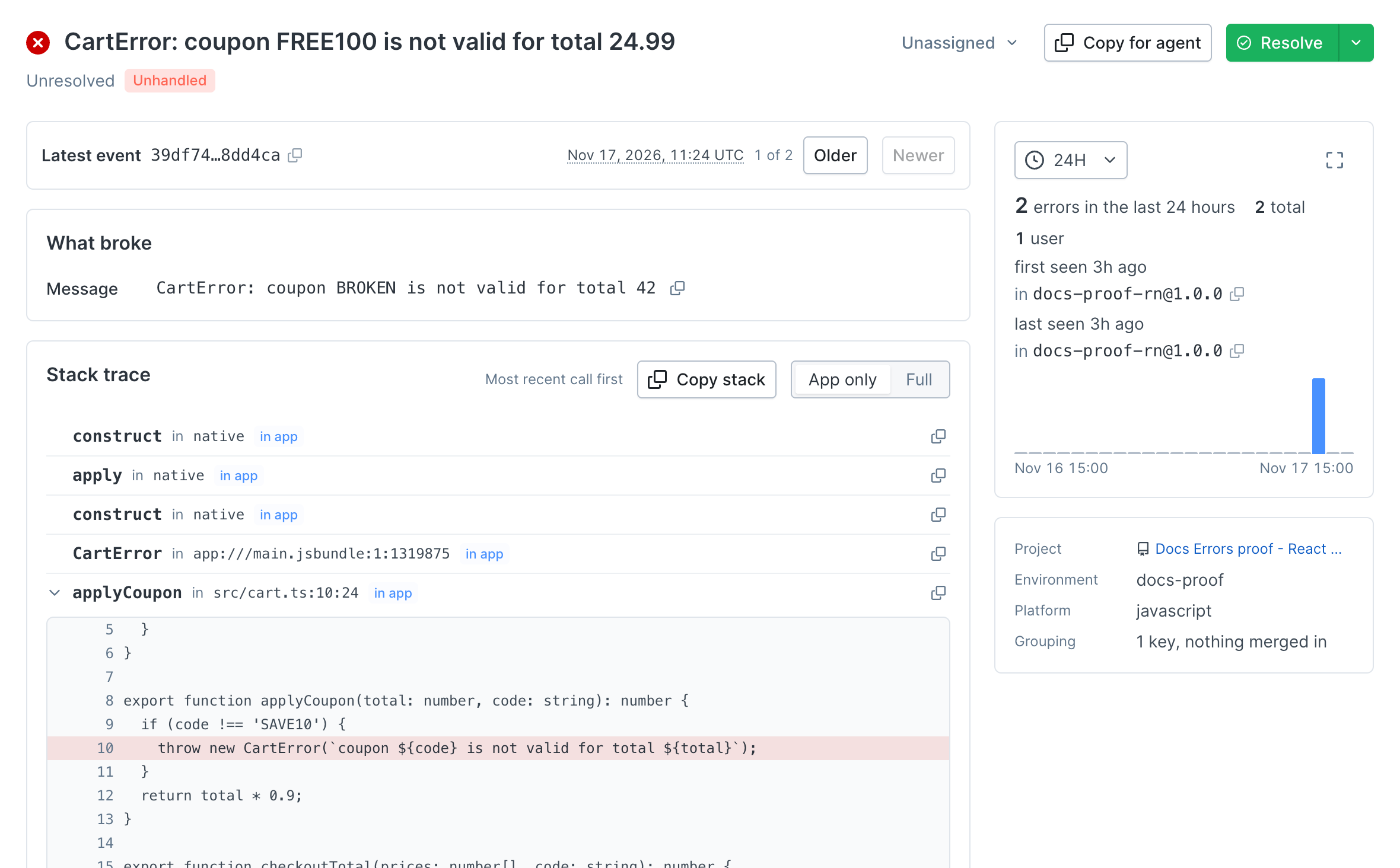 CartError: coupon FREE100 is not valid for total 24.99
Unassigned
Copy for agent
Resolve
Unresolved
Unhandled
Latest event 39df74…8dd4ca
Nov 17, 2026, 11:24 UTC 1 of 2
Older
Newer
What broke
Message CartError: coupon BROKEN is not valid for total 42
Stack trace
Most recent call first
Copy stack
App only
Full
construct in native in app
apply in native in app
construct in native in app
CartError in app:///main.jsbundle:1:1319875 in app
applyCoupon in src/cart.ts:10:24 in app
5 }
6 }
7
8 export function applyCoupon(total: number, code: string): number {
9 if (code !== 'SAVE10') {
10 throw new CartError(`coupon ${code} is not valid for total ${total}`);
11 }
12 return total * 0.9;
13 }
14
15 export function checkoutTotal(prices: number[], code: string): number {
24H
2 errors in the last 24 hours 2 total
1 user
first seen 3h ago
in docs-proof-rn@1.0.0
last seen 3h ago
in docs-proof-rn@1.0.0
Nov 16 15:00
Nov 17 15:00
Project Docs Errors proof - React ...
Environment docs-proof
Platform javascript
Grouping 1 key, nothing merged in